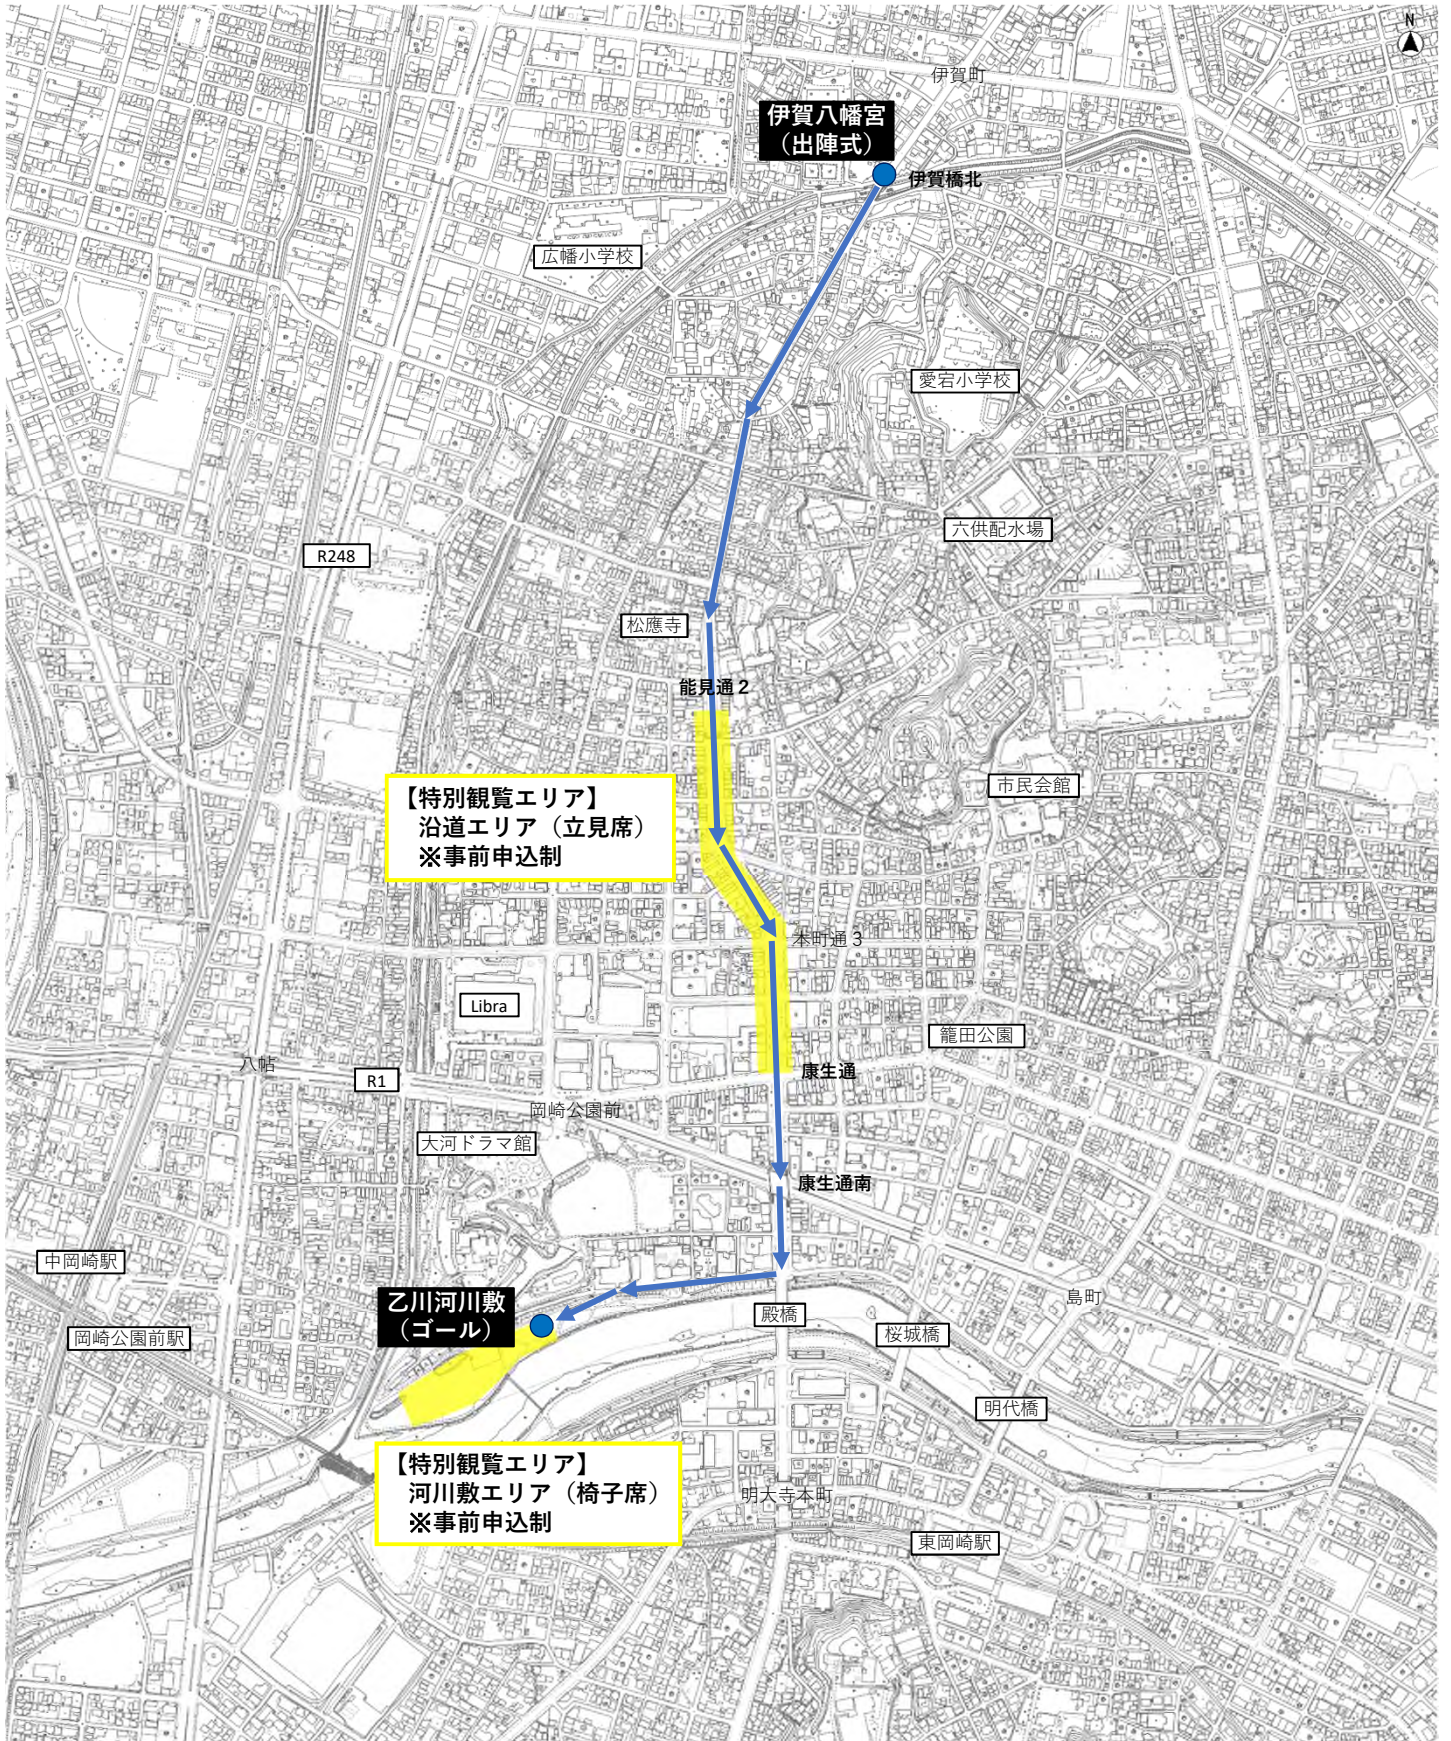 N
伊賀町
伊賀八幡宮
（出陣式）
伊賀橋北
広幡小学校
愛宕小学校
六供配水場
R248
松應寺
能見通２
市民会館
【特別観覧エリア】
沿道エリア（立見席）
※事前申込制
本町通３
Libra
籠田公園
八帖
R1
康生通
岡崎公園前
大河ドラマ館
康生通南
中岡崎駅
乙川河川敷
（ゴール）
島町
殿橋
岡崎公園前駅
桜城橋
明代橋
【特別観覧エリア】
河川敷エリア（椅子席）
※事前申込制
明大寺本町
東岡崎駅